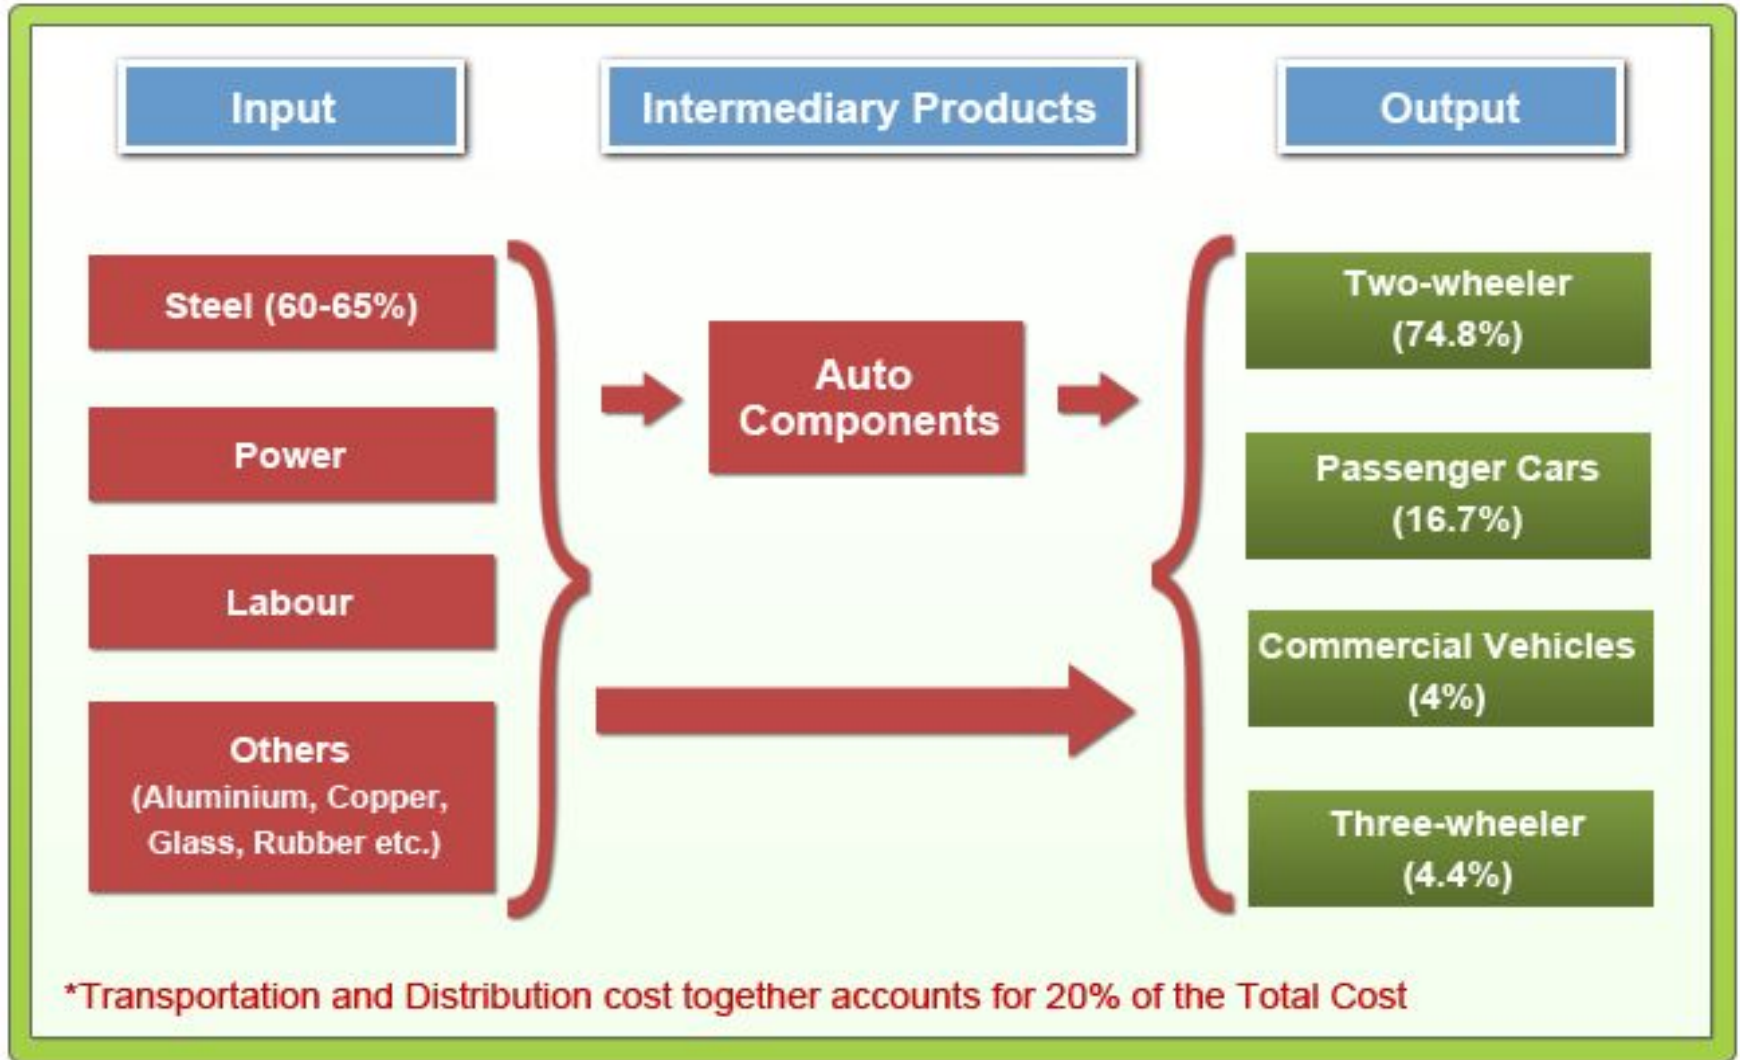 Input
Intermediary Products
Output
Steel (60-65%)
Power
Labour
Others
(Aluminium, Copper,
Glass, Rubber etc.)
Auto
Components
Two-wheeler
(74.8%)
Passenger Cars
(16.7%)
Commercial Vehicles
(4%)
Three-wheeler
(4.4%)
*Transportation and Distribution cost together accounts for 20% of the Total Cost